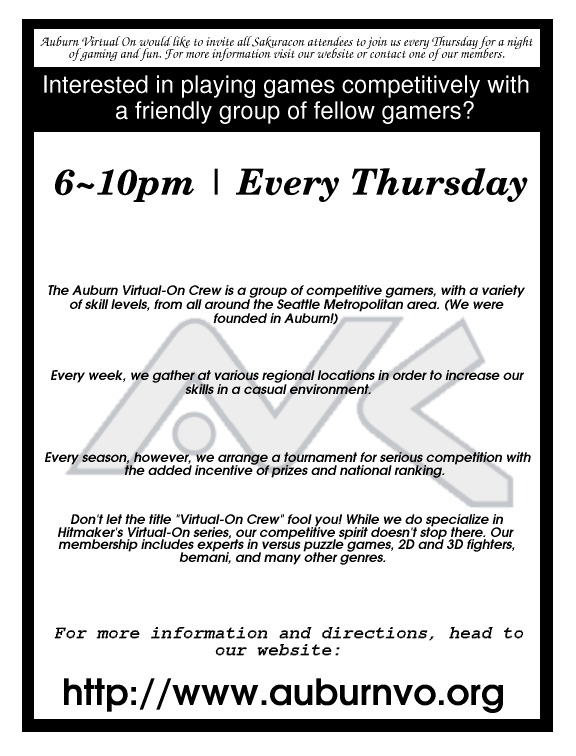 Auburn Virtual On would like to invite all Sakuracon attendees to join us every Thursday for a night
of gaming and fun. For more information visit our website or contact one of our members.
Interested in playing games competitively with
a friendly group of fellow gamers?
6~10pm | Every Thursday
The Auburn Virtual-On Crew is a group of competitive gamers, with a variety
of skill levels, from all around the Seattle Metropolitan area. (We were
founded in Auburn!)
Every week, we gather at various regional locations in order to increase our
skills in a casual environment.
Every season, however, we arrange a tournament for serious competition with
the added incentive of prizes and national ranking.
Don't let the title "Virtual-On Crew" fool you! While we do specialize in
Hitmaker's Virtual-On series, our competitive spirit doesn't stop there. Our
membership includes experts in versus puzzle games, 2D and 3D fighters,
bemani, and many other genres.
For more information and directions, head to
our website:
http://www.auburnvo.org